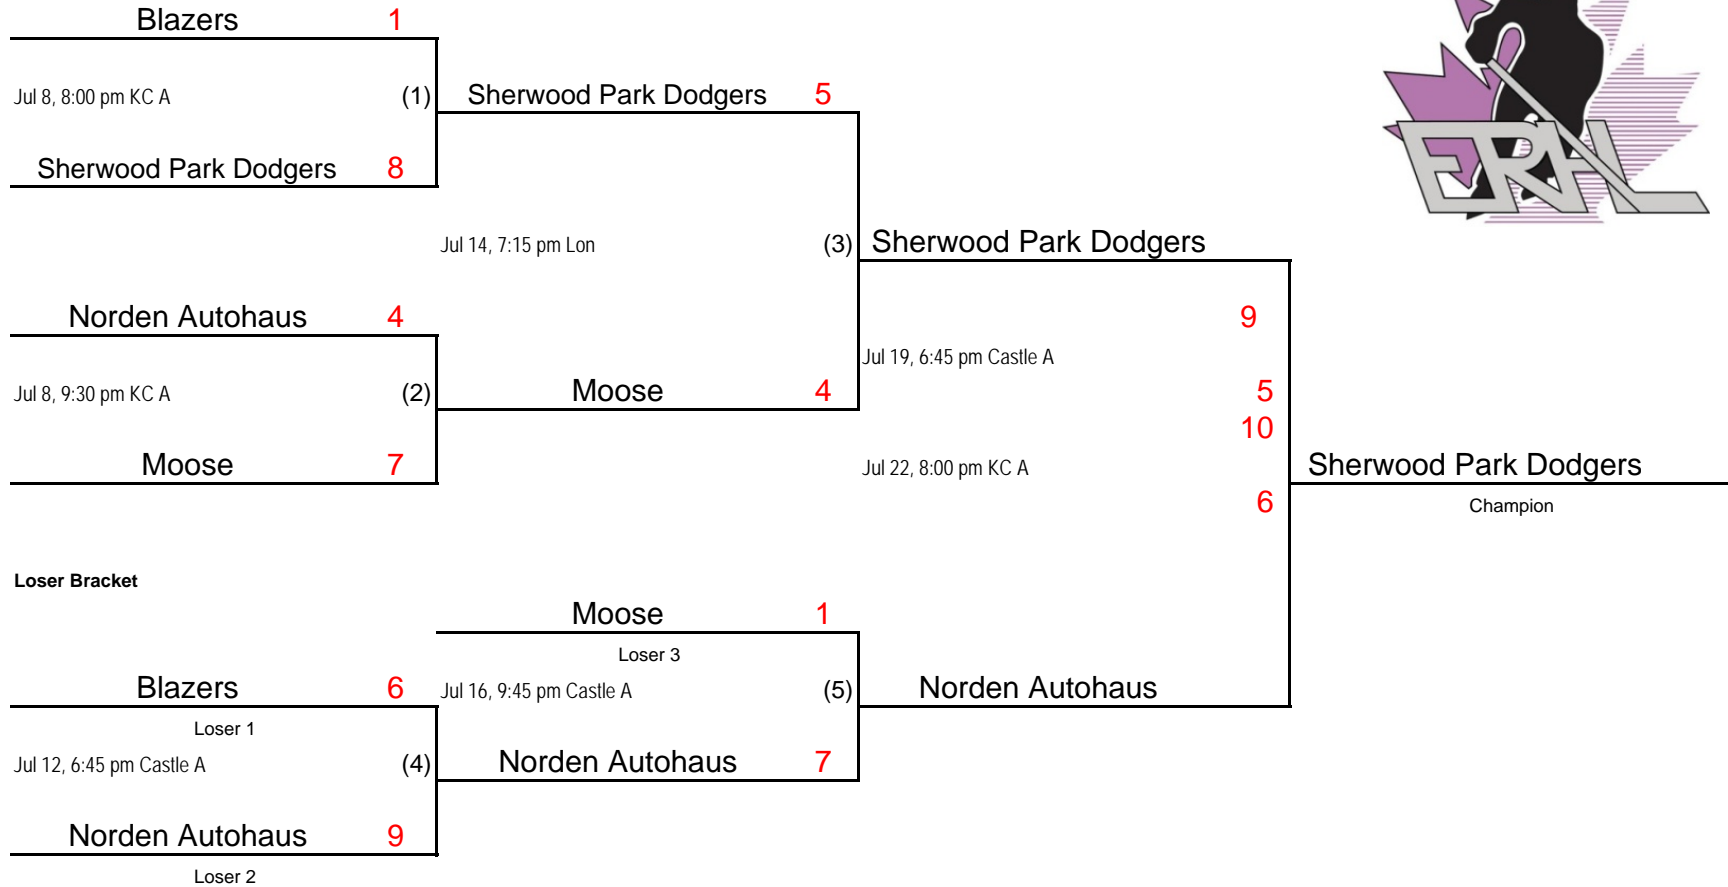 Blazers 1
Jul 8, 8:00 pm KC A (1) Sherwood Park Dodgers 5
Sherwood Park Dodgers 8
ERHL
Jul 14, 7:15 pm Lon (3) Sherwood Park Dodgers
Norden Autohaus 4 9
Jul 19, 6:45 pm Castle A
Jul 8, 9:30 pm KC A (2) Moose 4 5
10
Moose 7 Jul 22, 8:00 pm KC A Sherwood Park Dodgers
6 Champion
Loser Bracket
Moose 1
Loser 3
Blazers 6 Jul 16, 9:45 pm Castle A (5) Norden Autohaus
Loser 1
Jul 12, 6:45 pm Castle A (4) Norden Autohaus 7
Norden Autohaus 9
Loser 2